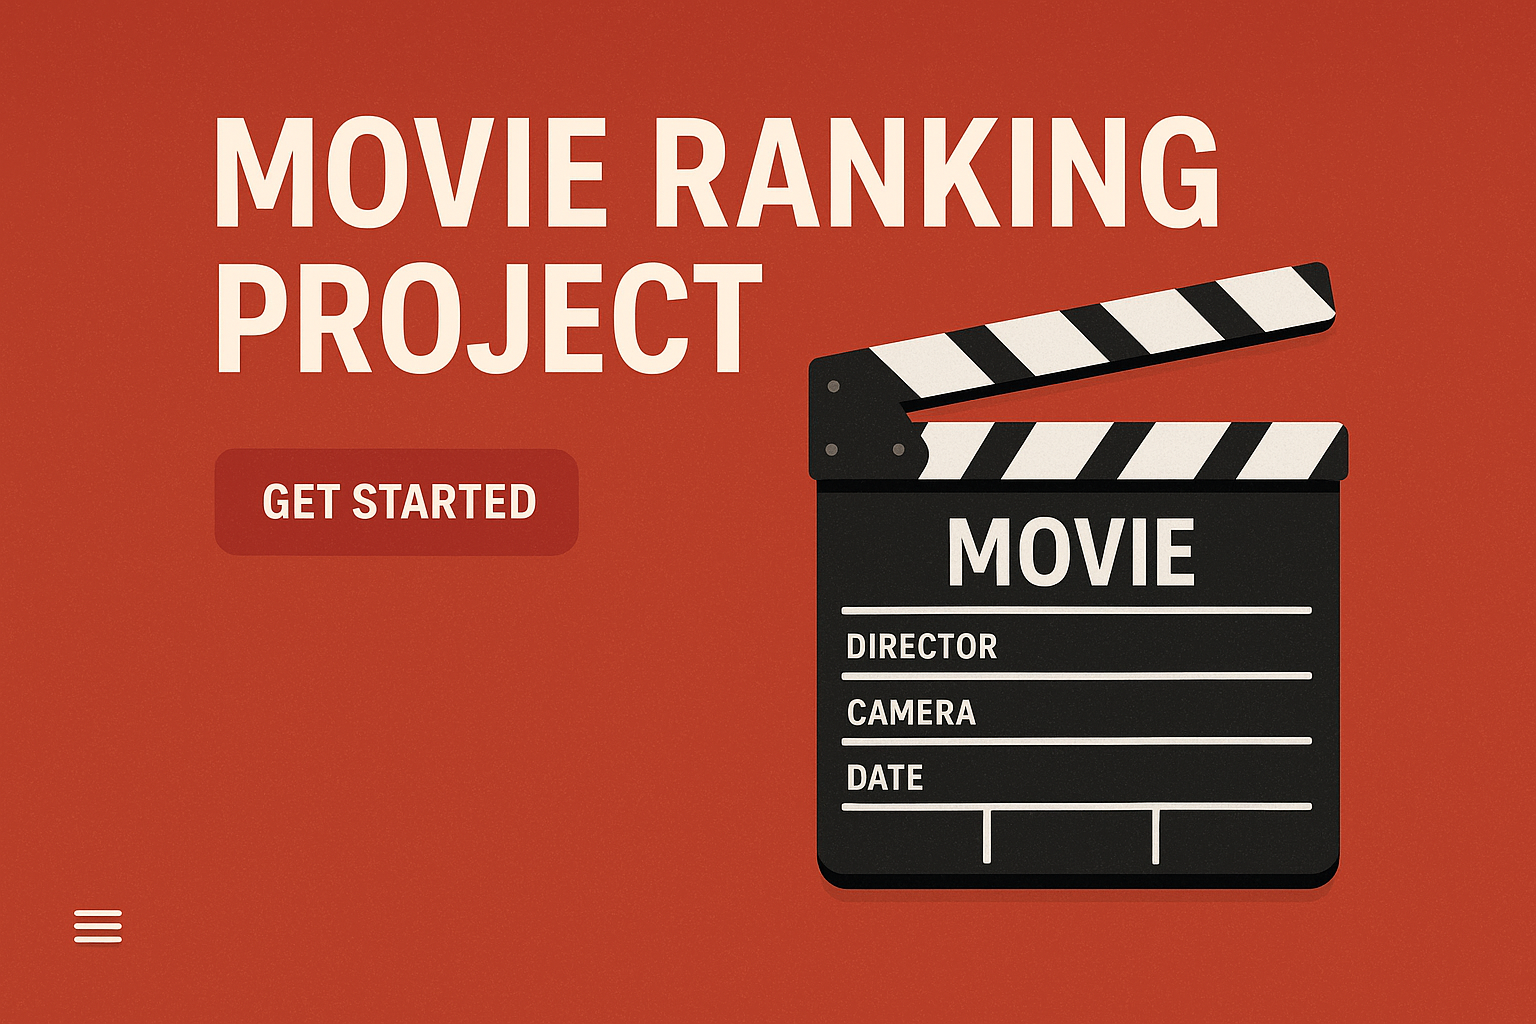 MOVIE RANKING
PROJECT
GET STARTED
MOVIE
DIRECTOR
CAMERA
DATE